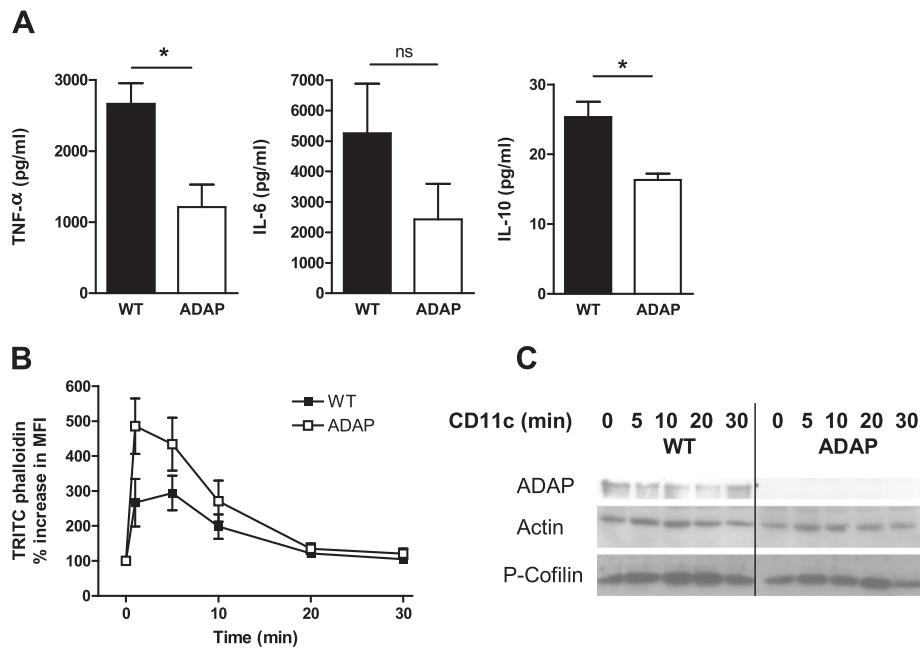 A
*
3000
2000
1000
0
TNF-α (pg/ml)
WT ADAP
ns
7000
6000
5000
4000
3000
2000
1000
0
IL-6 (pg/ml)
WT ADAP
*
30
20
10
0
IL-10 (pg/ml)
WT ADAP
B
600
500
400
300
200
100
0
TRITC phalloidin
% increase in MFI
WT
ADAP
0 10 20 30
Time (min)
C
CD11c (min) 0 5 10 20 30 0 5 10 20 30
WT ADAP
ADAP
Actin
P-Cofilin